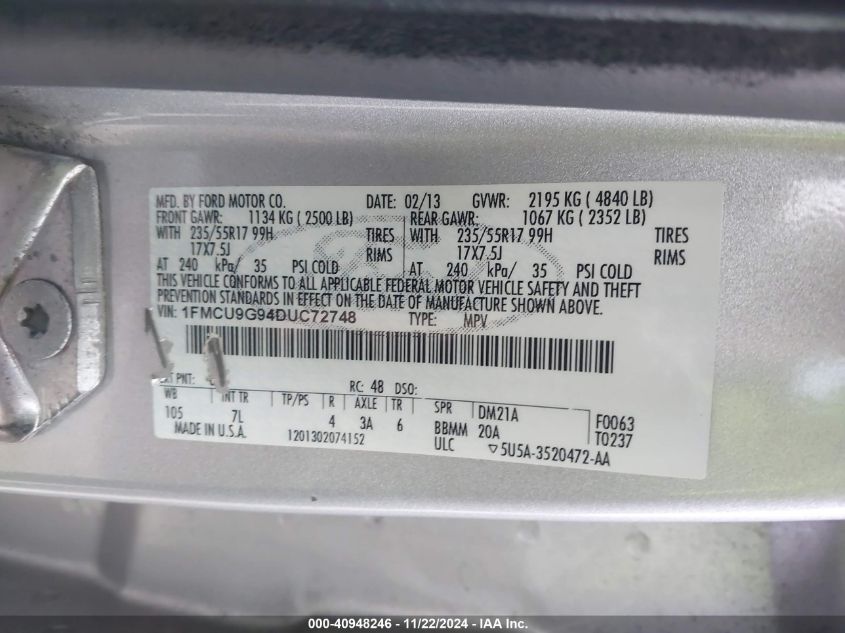 MFD. BY FORD MOTOR CO. DATE: 02/13 GVWR: 2195 KG ( 4840 LB)
FRONT GAWR: 1134 KG ( 2500 LB) REAR GAWR: 1067 KG ( 2352 LB)
WITH 235/55R17 99H TIRES WITH 235/55R17 99H TIRES
17X7.5J RIMS 17X7.5J RIMS
AT 240 kPa/ 35 PSI COLD AT 240 kPa/ 35 PSI COLD
THIS VEHICLE CONFORMS TO ALL APPLICABLE FEDERAL MOTOR VEHICLE SAFETY AND THEFT
PREVENTION STANDARDS IN EFFECT ON THE DATE OF MANUFACTURE SHOWN ABOVE.
VIN: 1FMCU9G94DUC72748 TYPE: MPV
PNT: RC: 48 DSO:
WB INT TR TP/PS R AXLE TR SPR DM21A F0063
105 7L 4 3A 6 BBMM 20A T0237
MADE IN U.S.A. 1201302074152 ULC ▽5U5A-3520472-AA
000-40948246 - 11/22/2024 - IAA Inc.